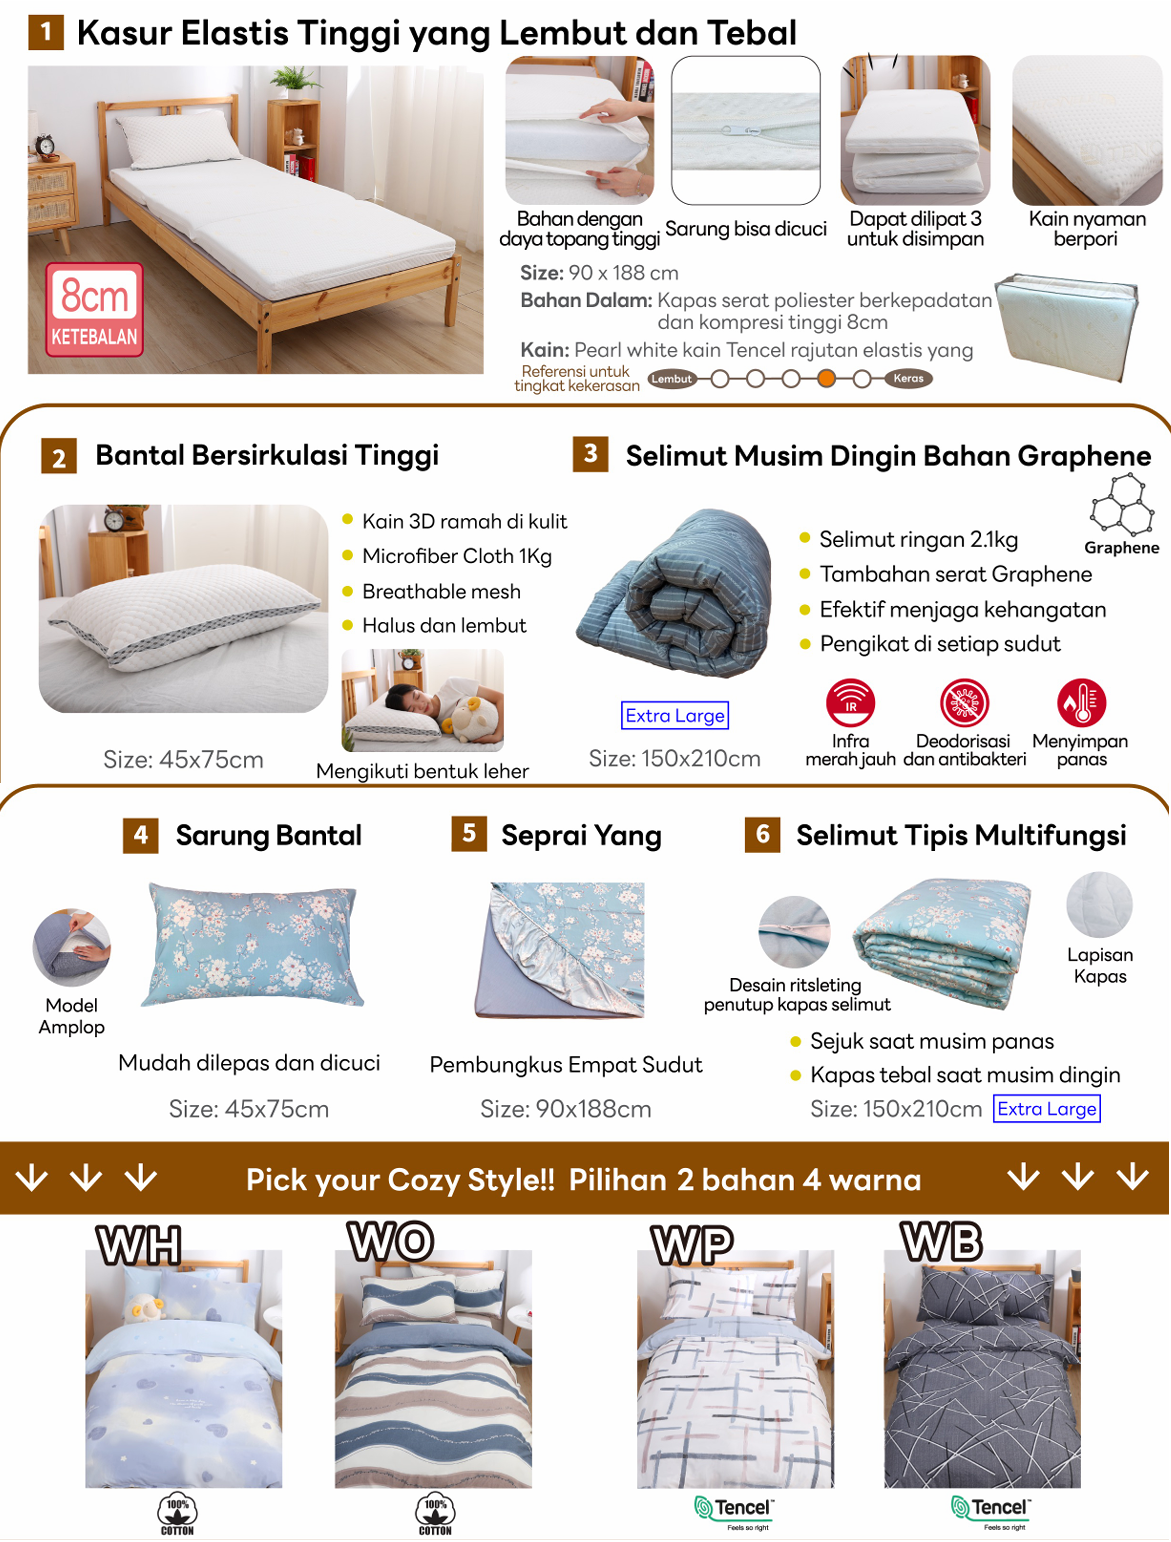 1 Kasur Elastis Tinggi yang Lembut dan Tebal
8cm
KETEBALAN
Bahan dengan
daya topang tinggi
Sarung bisa dicuci
Dapat dilipat 3
untuk disimpan
Kain nyaman
berpori
Size: 90 x 188 cm
Bahan Dalam: Kapas serat poliester berkepadatan
dan kompresi tinggi 8cm
Kain: Pearl white kain Tencel rajutan elastis yang
Referensi untuk
tingkat kekerasan
Lembut
Keras
2 Bantal Bersirkulasi Tinggi
Kain 3D ramah di kulit
Microfiber Cloth 1Kg
Breathable mesh
Halus dan lembut
Size: 45x75cm
Mengikuti bentuk leher
3 Selimut Musim Dingin Bahan Graphene
Graphene
Selimut ringan 2.1kg
Tambahan serat Graphene
Efektif menjaga kehangatan
Pengikat di setiap sudut
Extra Large
Size: 150x210cm
IR
Infra
merah jauh
Deodorisasi
dan antibakteri
Menyimpan
panas
4 Sarung Bantal
Model
Amplop
Mudah dilepas dan dicuci
Size: 45x75cm
5 Seprai Yang
Pembungkus Empat Sudut
Size: 90x188cm
6 Selimut Tipis Multifungsi
Desain ritsleting
penutup kapas selimut
Lapisan
Kapas
Sejuk saat musim panas
Kapas tebal saat musim dingin
Size: 150x210cm Extra Large
Pick your Cozy Style!! Pilihan 2 bahan 4 warna
WH
WO
WP
WB
100%
COTTON
100%
COTTON
Tencel™
Feels so right
Tencel™
Feels so right